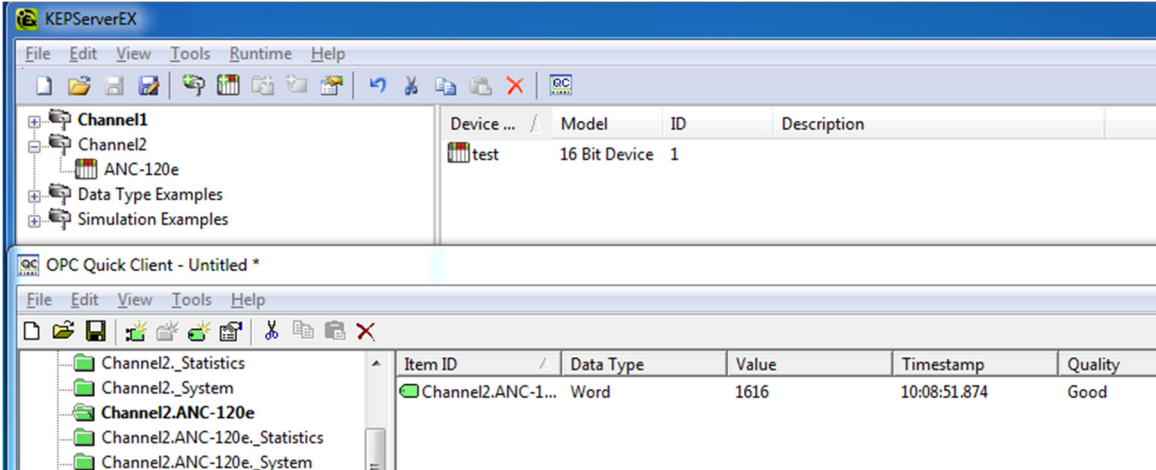 KEPServerEX
File Edit View Tools Runtime Help
Channel1
Channel2
ANC-120e
Data Type Examples
Simulation Examples
Device ... Model ID Description
test 16 Bit Device 1
OPC Quick Client - Untitled *
File Edit View Tools Help
Channel2._Statistics
Channel2._System
Channel2.ANC-120e
Channel2.ANC-120e._Statistics
Channel2.ANC-120e._System
Item ID Data Type Value Timestamp Quality
Channel2.ANC-1... Word 1616 10:08:51.874 Good